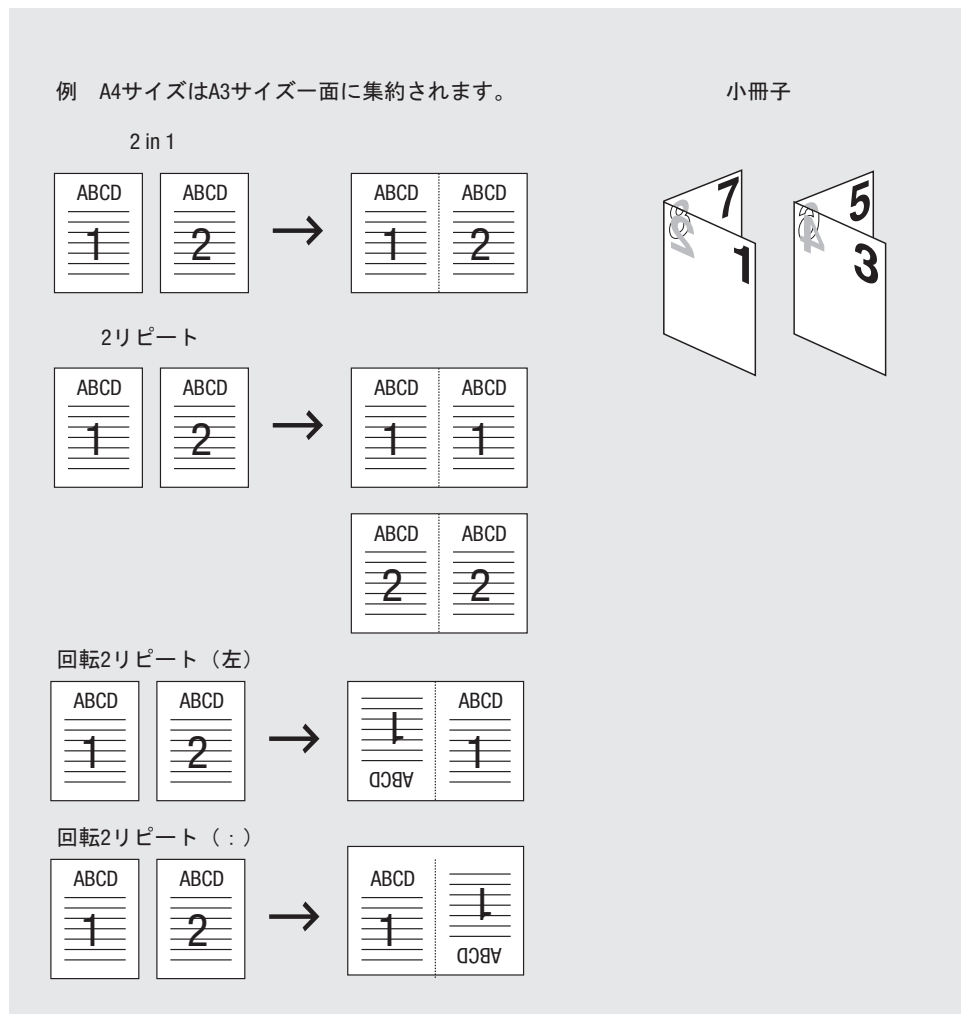 例 A4サイズはA3サイズ一面に集約されます。
2 in 1
ABCD ABCD ABCD ABCD
1 2 → 1 2
2リピート
ABCD ABCD ABCD ABCD
1 2 → 1 1
ABCD ABCD
2 2
回転2リピート（左）
ABCD ABCD ABCD
1 2 → 1 1
ABCD
回転2リピート（：）
ABCD ABCD ABCD
1 2 → 1 1
ABCD
小冊子
8 7 6 5
2 1 4 3